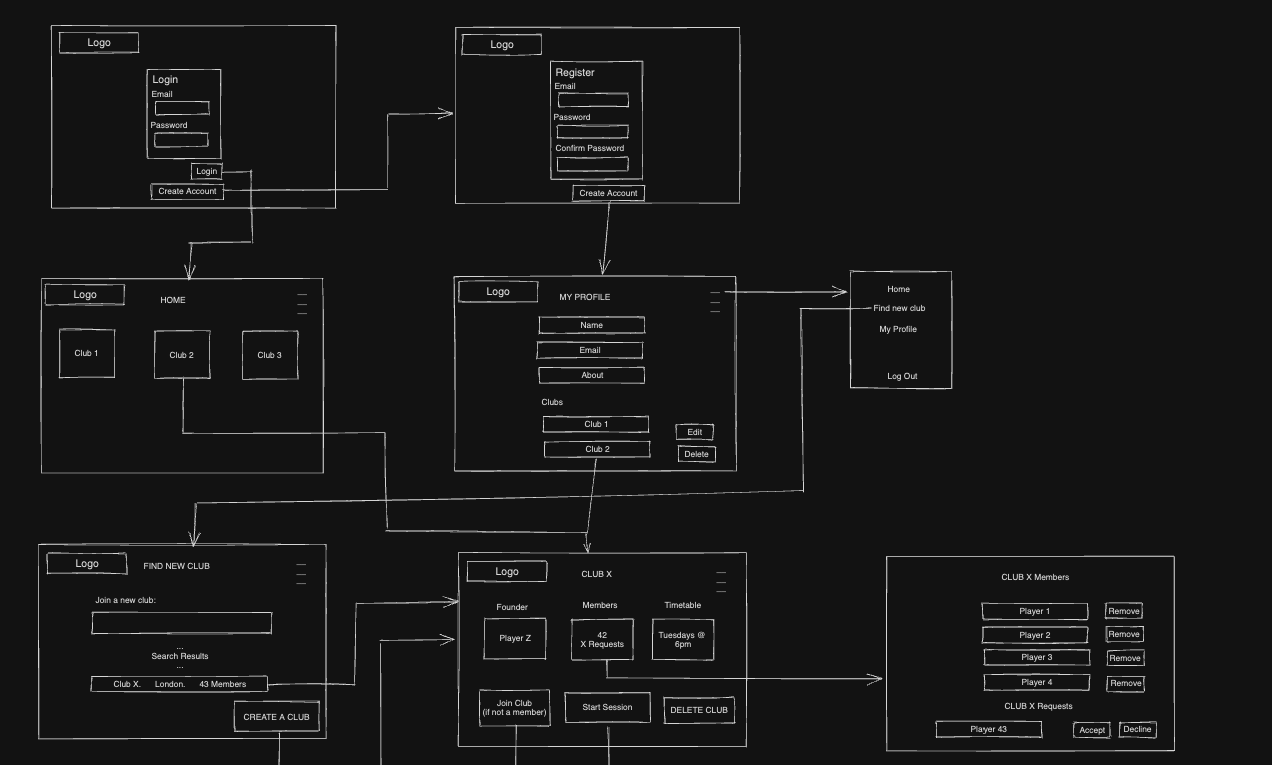 Logo
Login
Email
Password
Login
Create Account
Logo
Register
Email
Password
Confirm Password
Create Account
Logo
HOME
Club 1
Club 2
Club 3
Logo
MY PROFILE
Name
Email
About
Clubs
Club 1
Club 2
Edit
Delete
Home
Find new club
My Profile
Log Out
Logo
FIND NEW CLUB
Join a new club:
...
Search Results
...
Club X. London. 43 Members
CREATE A CLUB
Logo
CLUB X
Founder
Members
Timetable
Player Z
42
X Requests
Tuesdays @
6pm
Join Club
(if not a member)
Start Session
DELETE CLUB
CLUB X Members
Player 1
Remove
Player 2
Remove
Player 3
Remove
Player 4
Remove
CLUB X Requests
Player 43
Accept
Decline